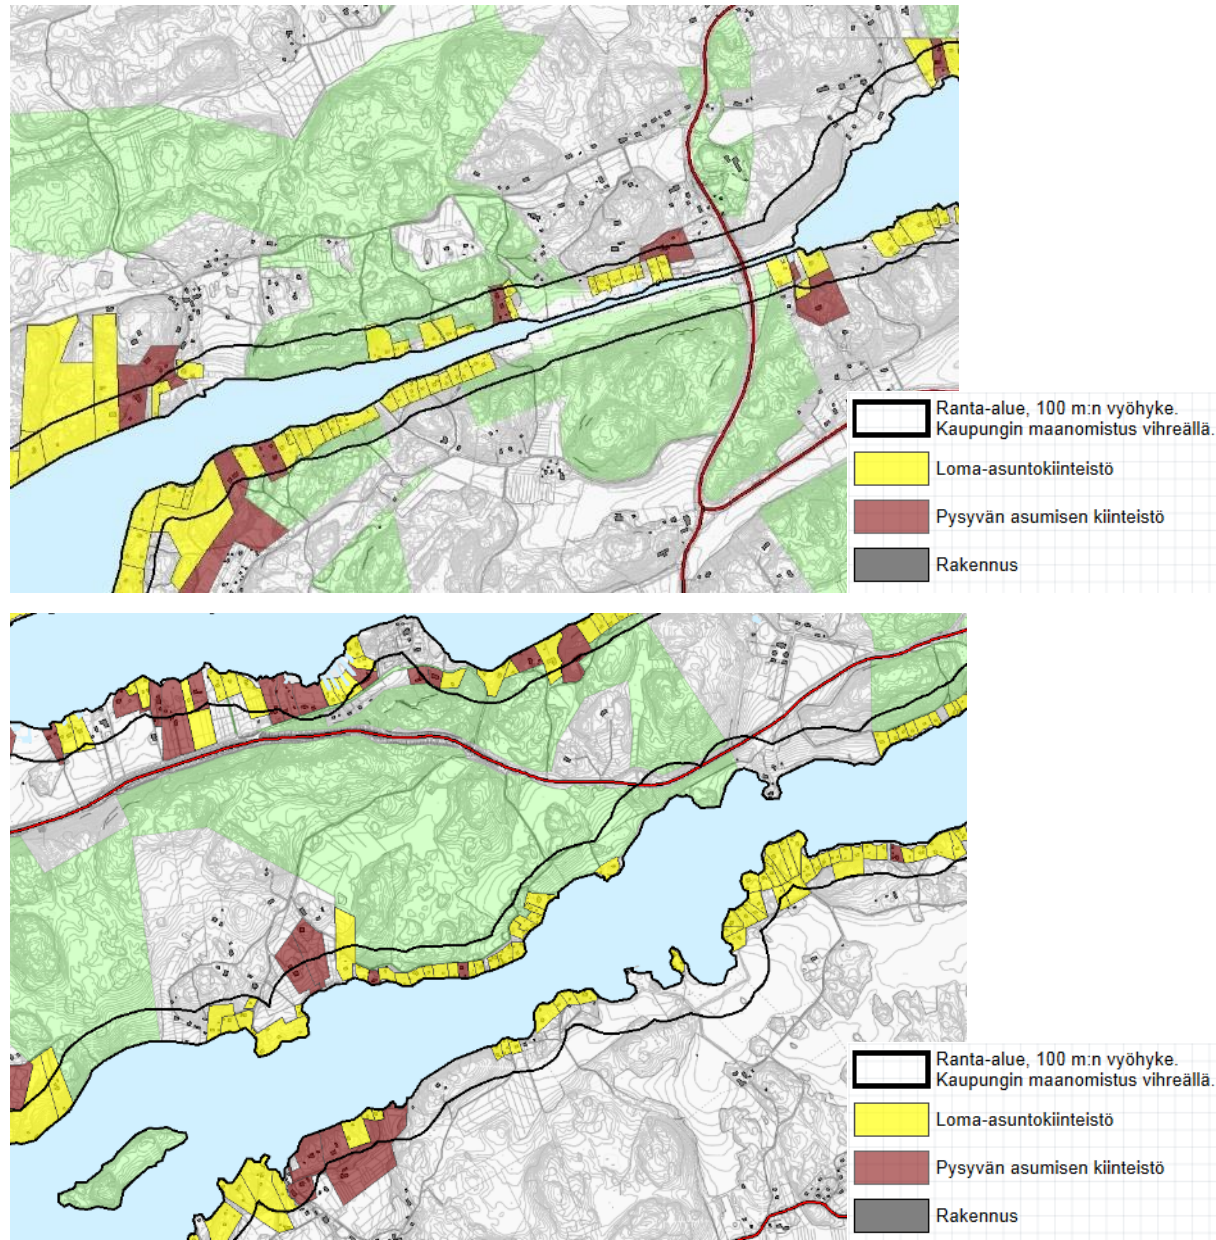 Ranta-alue, 100 m:n vyöhyke.
Kaupungin maanomistus vihreällä.
Loma-asuntokiinteistö
Pysyvän asumisen kiinteistö
Rakennus
Ranta-alue, 100 m:n vyöhyke.
Kaupungin maanomistus vihreällä.
Loma-asuntokiinteistö
Pysyvän asumisen kiinteistö
Rakennus